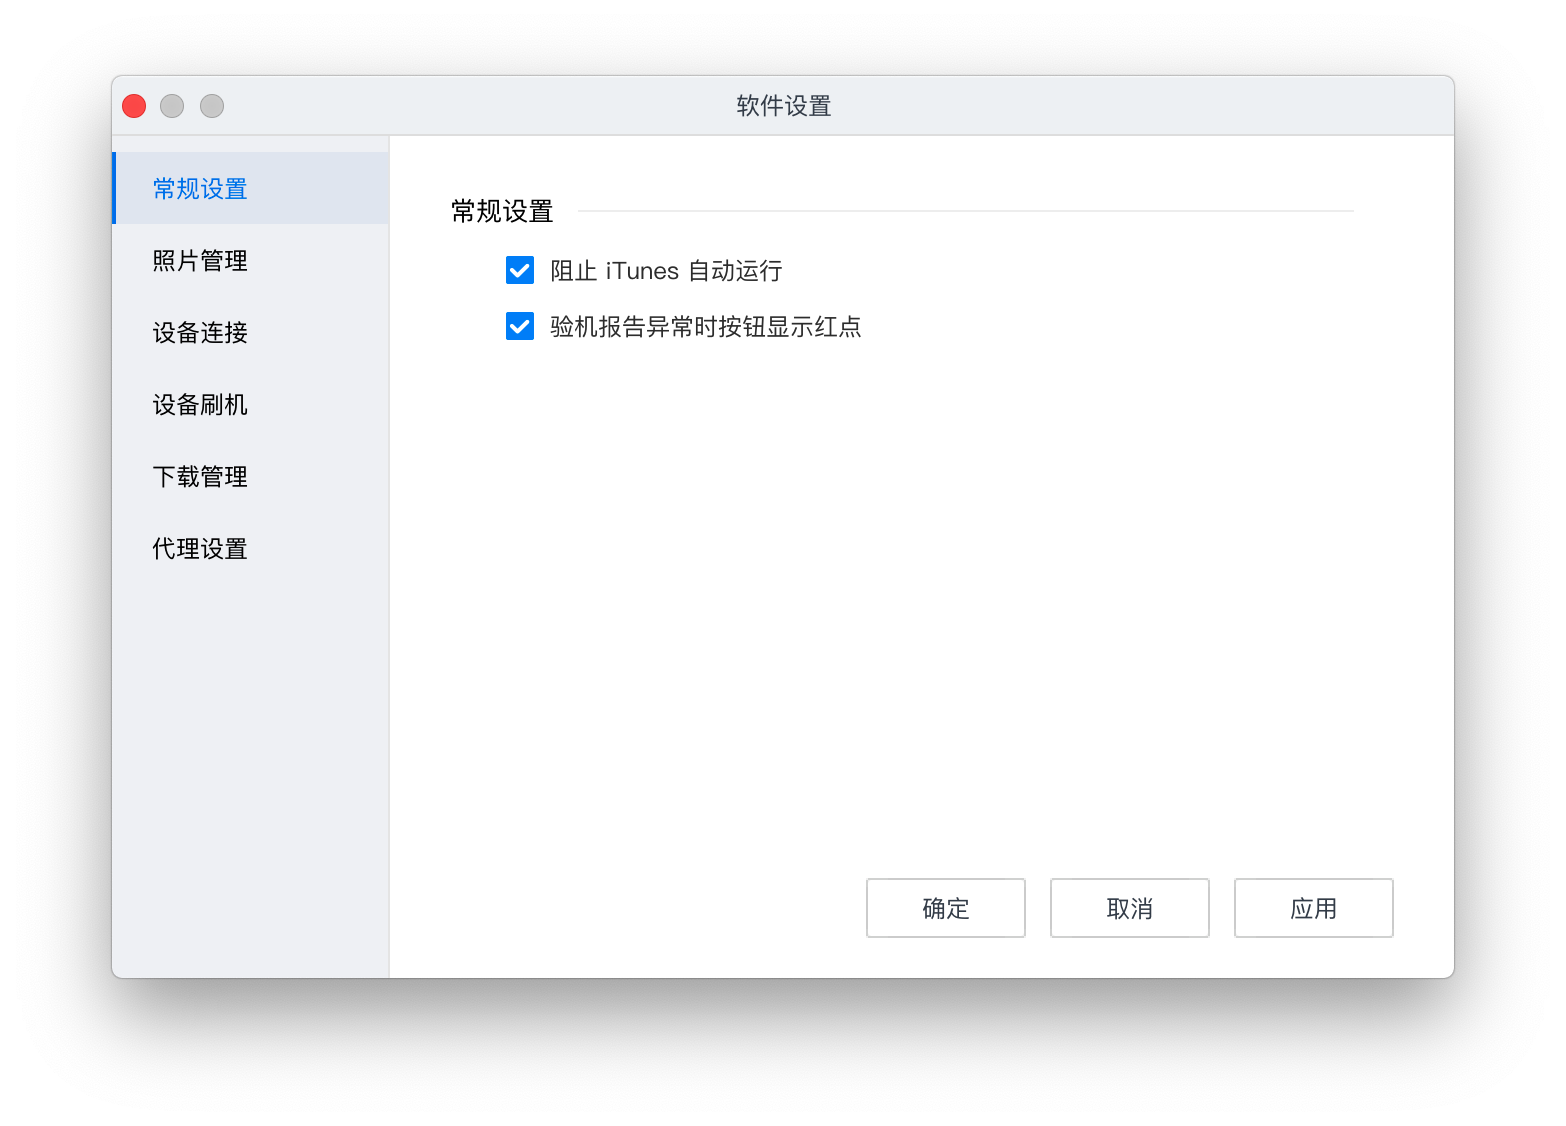 软件设置
常规设置
照片管理
设备连接
设备刷机
下载管理
代理设置
常规设置
阻止 iTunes 自动运行
验机报告异常时按钮显示红点
确定
取消
应用